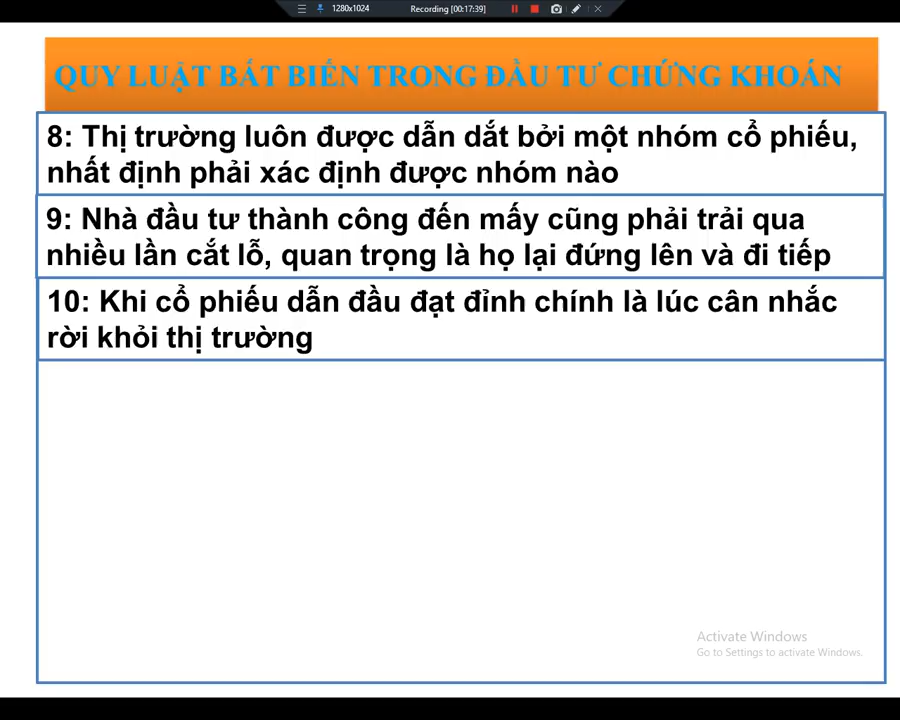 1280x1024
Recording [00:17:39]
QUY LUẬT BẤT BIẾN TRONG ĐẦU TƯ CHỨNG KHOÁN
8: Thị trường luôn được dẫn dắt bởi một nhóm cổ phiếu,
nhất định phải xác định được nhóm nào
9: Nhà đầu tư thành công đến mấy cũng phải trải qua
nhiều lần cắt lỗ, quan trọng là họ lại đứng lên và đi tiếp
10: Khi cổ phiếu dẫn đầu đạt đỉnh chính là lúc cân nhắc
rời khỏi thị trường
Activate Windows
Go to Settings to activate Windows.